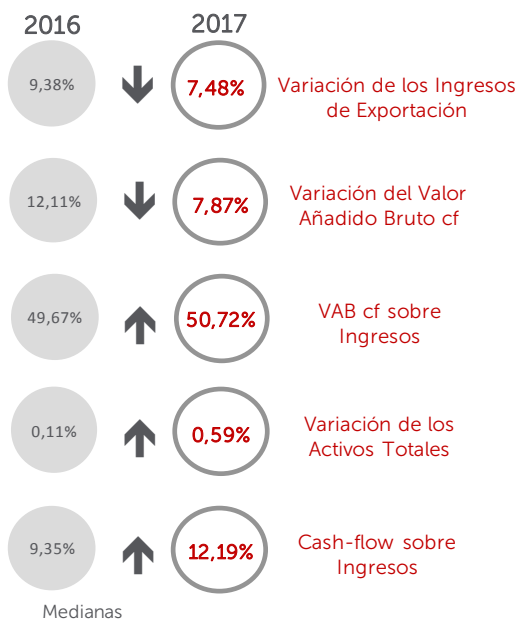 2016
2017
9,38%
7,48%
Variación de los Ingresos
de Exportación
12,11%
7,87%
Variación del Valor
Añadido Bruto cf
49,67%
50,72%
VAB cf sobre
Ingresos
0,11%
0,59%
Variación de los
Activos Totales
9,35%
12,19%
Cash-flow sobre
Ingresos
Medianas